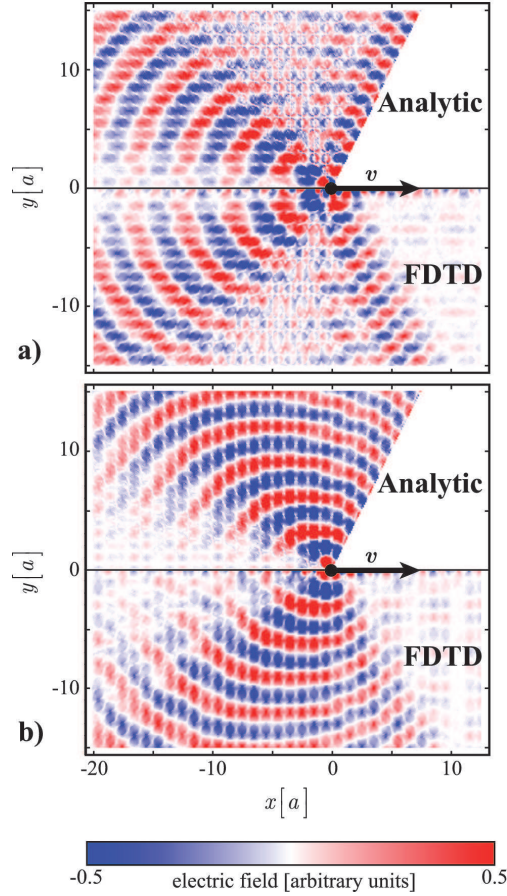 10
Analytic
v
y[a]
0
FDTD
-10
a)
10
Analytic
v
y[a]
0
FDTD
-10
b)
-20 -10 0 10
x[a]
-0.5 electric field [arbitrary units] 0.5